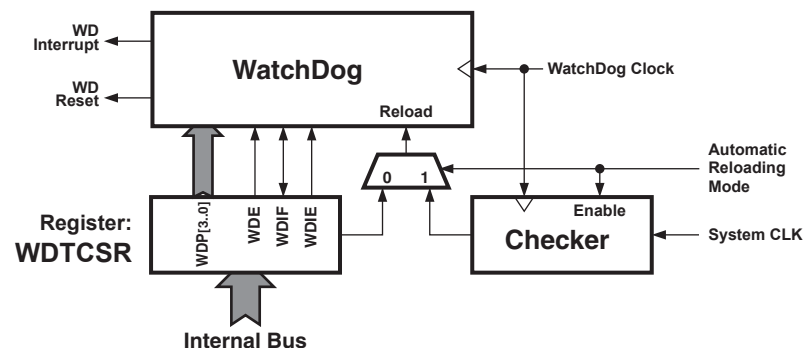 WD
Interrupt
WatchDog
WatchDog Clock
WD
Reset
Reload
Automatic
Reloading
Mode
0 1
WDP[3..0]
WDE
WDIF
WDIE
Register:
WDTCSR
Enable
Checker
System CLK
Internal Bus